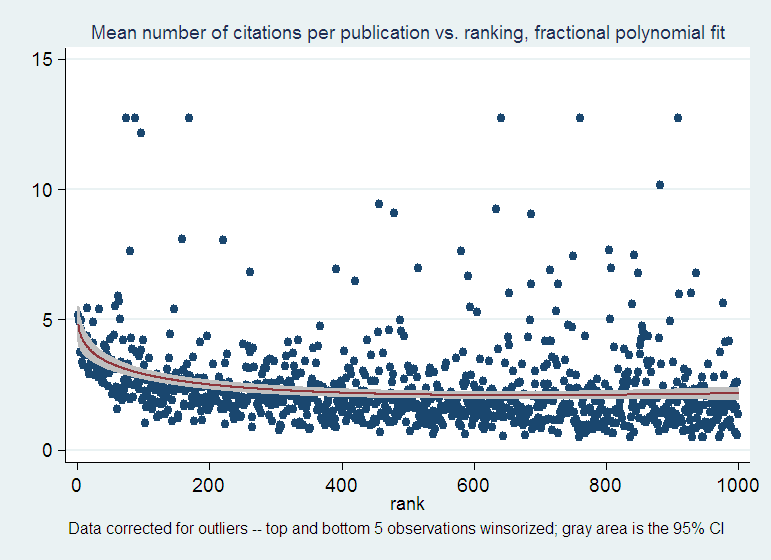 Mean number of citations per publication vs. ranking, fractional polynomial fit
15
10
5
0
0 200 400 600 800 1000
rank
Data corrected for outliers -- top and bottom 5 observations winsorized; gray area is the 95% CI